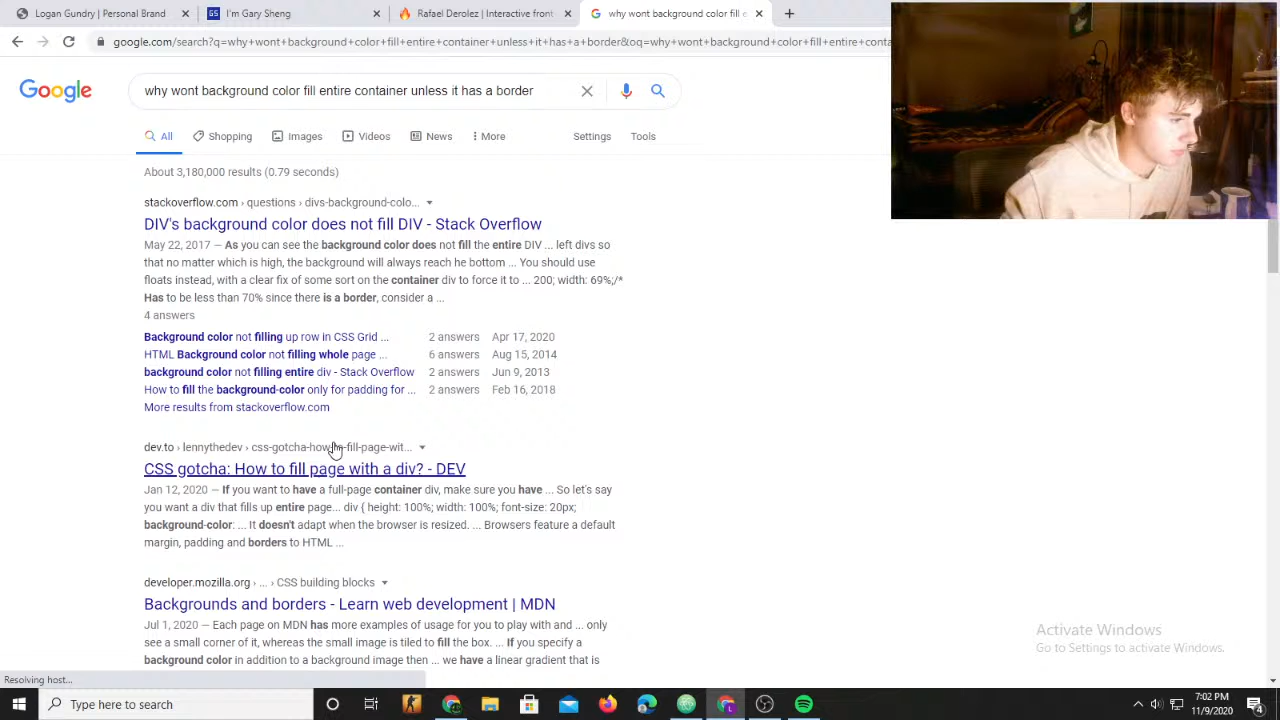 Logan Gundry | Personal Brand
I'm Gary Sheng
Rafael Derolez | Interactive front
why wont background color fill e
google.com/search?q=why+wont+background+color+fill+entire+container+unless+it+has+a+border&oq=why+wont+background+color+fill+entire+conta
Google
why wont background color fill entire container unless it has a border
All
Shopping
Images
Videos
News
More
Settings
Tools
About 3,180,000 results (0.79 seconds)
stackoverflow.com › questions › divs-background-colo...
DIV's background color does not fill DIV - Stack Overflow
May 22, 2017 — As you can see the background color does not fill the entire DIV ... left divs so
that no matter which is high, the background will always reach he bottom ... You should use
floats instead, with a clear fix of some sort on the container div to force it to ... 200; width: 69%;/*
Has to be less than 70% since there is a border, consider a ...
4 answers
Background color not filling up row in CSS Grid ... 2 answers Apr 17, 2020
HTML Background color not filling whole page ... 6 answers Aug 15, 2014
background color not filling entire div - Stack Overflow 2 answers Jun 9, 2013
How to fill the background-color only for padding for ... 2 answers Feb 16, 2018
More results from stackoverflow.com
dev.to › lennythedev › css-gotcha-how-to-fill-page-wit...
CSS gotcha: How to fill page with a div? - DEV
Jan 12, 2020 — If you want to have a full-page container div, make sure you have ... So let's say
you want a div that fills up entire page... div { height: 100%; width: 100%; font-size: 20px;
background-color: ... It doesn't adapt when the browser is resized. ... Browsers feature a default
margin, padding and borders to HTML ...
developer.mozilla.org › ... › CSS building blocks
Backgrounds and borders - Learn web development | MDN
Jul 1, 2020 — Each page on MDN has more examples of usage for you to play with and ... only
see a small corner of it, whereas the small image is tiled to fill the box. ... If you specify a
background color in addition to a background image then ... we have a linear gradient that is
Activate Windows
Go to Settings to activate Windows.
Resolving host...
Type here to search
7:02 PM
11/9/2020
4